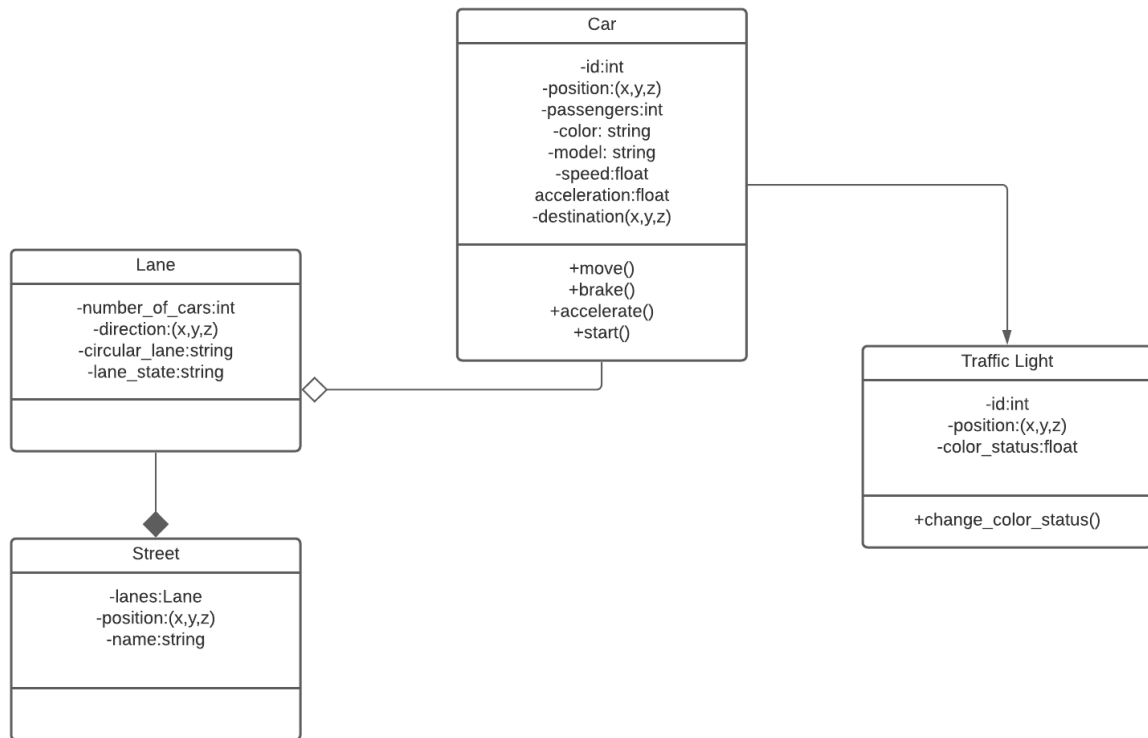 Car
-id:int
-position:(x,y,z)
-passengers:int
-color: string
-model: string
-speed:float
acceleration:float
-destination(x,y,z)
+move()
+brake()
+accelerate()
+start()
Lane
-number_of_cars:int
-direction:(x,y,z)
-circular_lane:string
-lane_state:string
Traffic Light
-id:int
-position:(x,y,z)
-color_status:float
+change_color_status()
Street
-lanes:Lane
-position:(x,y,z)
-name:string